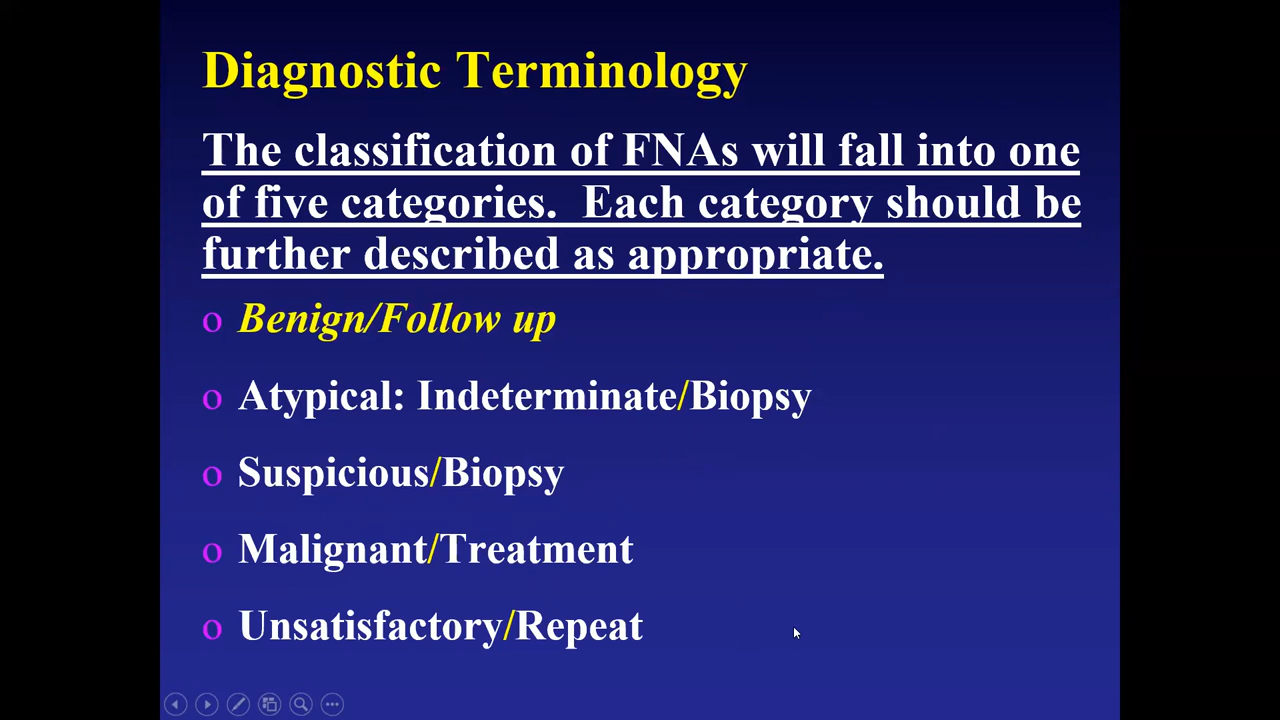 Diagnostic Terminology
The classification of FNAs will fall into one
of five categories.  Each category should be
further described as appropriate.
o Benign/Follow up
o Atypical: Indeterminate/Biopsy
o Suspicious/Biopsy
o Malignant/Treatment
o Unsatisfactory/Repeat